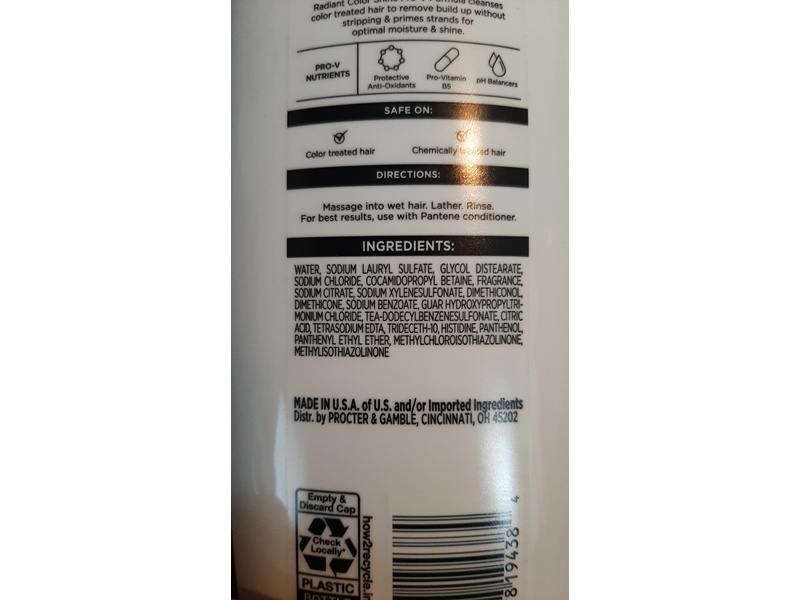 Radiant Color Shine Pro-V Formula cleanses
color treated hair to remove build up without
stripping & primes strands for
optimal moisture & shine.
PRO-V
NUTRIENTS
Protective
Anti-Oxidants
Pro-Vitamin
B5
pH Balancers
SAFE ON:
Color treated hair
Chemically treated hair
DIRECTIONS:
Massage into wet hair. Lather. Rinse.
For best results, use with Pantene conditioner.
INGREDIENTS:
WATER, SODIUM LAURYL SULFATE, GLYCOL DISTEARATE,
SODIUM CHLORIDE, COCAMIDOPROPYL BETAINE, FRAGRANCE,
SODIUM CITRATE, SODIUM XYLENESULFONATE, DIMETHICONOL,
DIMETHICONE, SODIUM BENZOATE, GUAR HYDROXYPROPYLTRI-
MONIUM CHLORIDE, TEA-DODECYLBENZENESULFONATE, CITRIC
ACID, TETRASODIUM EDTA, TRIDECETH-10, HISTIDINE, PANTHENOL,
PANTHENYL ETHYL ETHER, METHYLCHLOROISOTHIAZOLINONE,
METHYLISOTHIAZOLINONE
MADE IN U.S.A. of U.S. and/or Imported Ingredients
Distr. by PROCTER & GAMBLE, CINCINNATI, OH 45202
Empty &
Discard Cap
Check
Locally*
PLASTIC
BOTTLE
how2recycle.in
819438 4